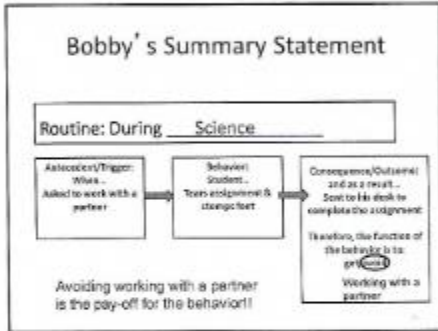 Bobby's Summary Statement
Routine: During Science
Antecedent/Trigger:
When...
Asked to work with a
partner
Behavior:
Student...
Tears assignment &
stomps feet
Consequence/Outcome:
and as a result...
Sent to his desk to
complete the assignment
Therefore, the function of
the behavior is to:
get/avoid
Working with a
partner
Avoiding working with a partner
is the pay-off for the behavior!!